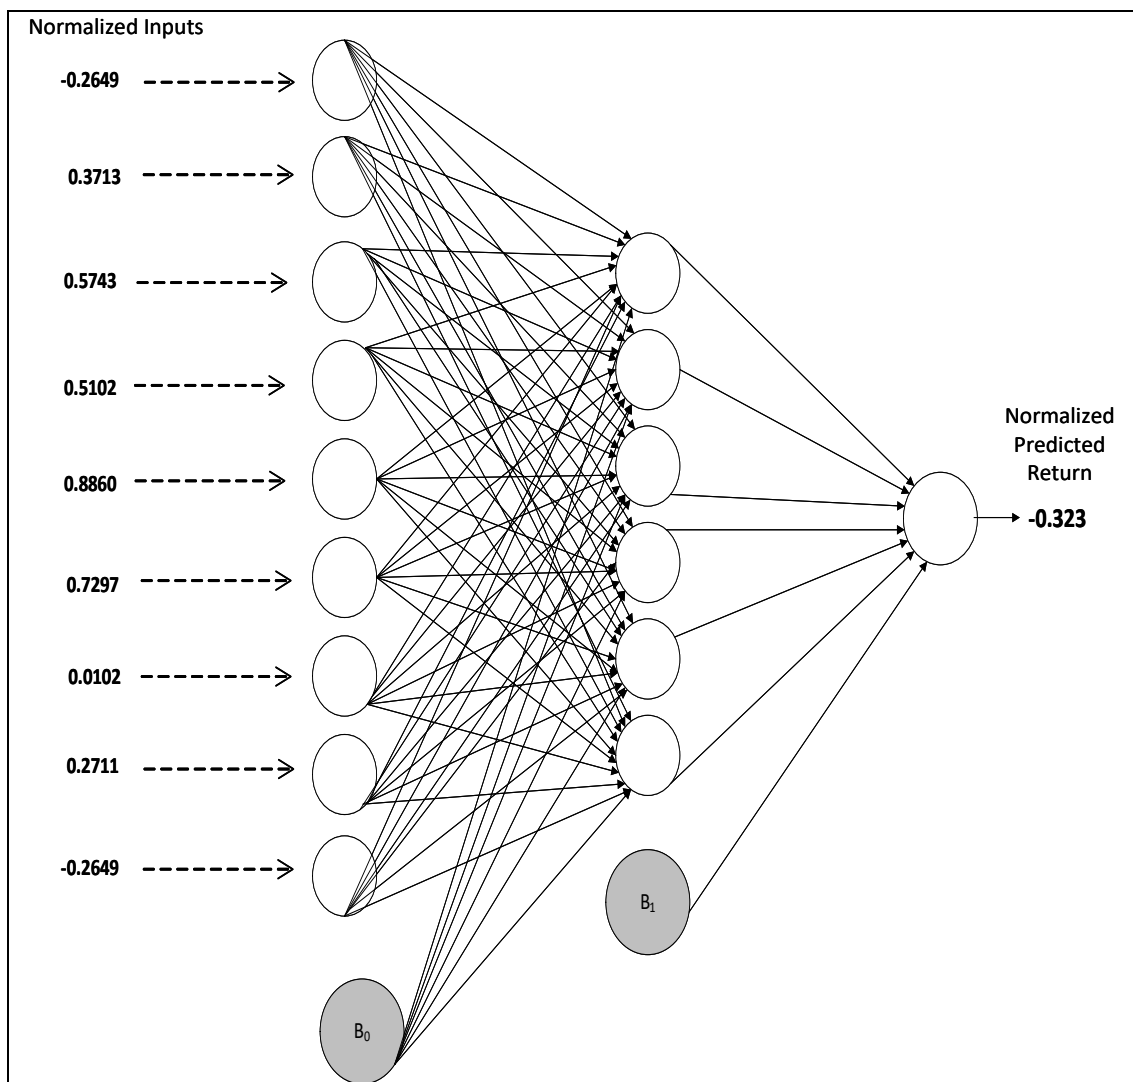 Normalized Inputs
-0.2649
0.3713
0.5743
0.5102
0.8860
0.7297
0.0102
0.2711
-0.2649
Normalized
Predicted
Return
-0.323
B₁
B₀